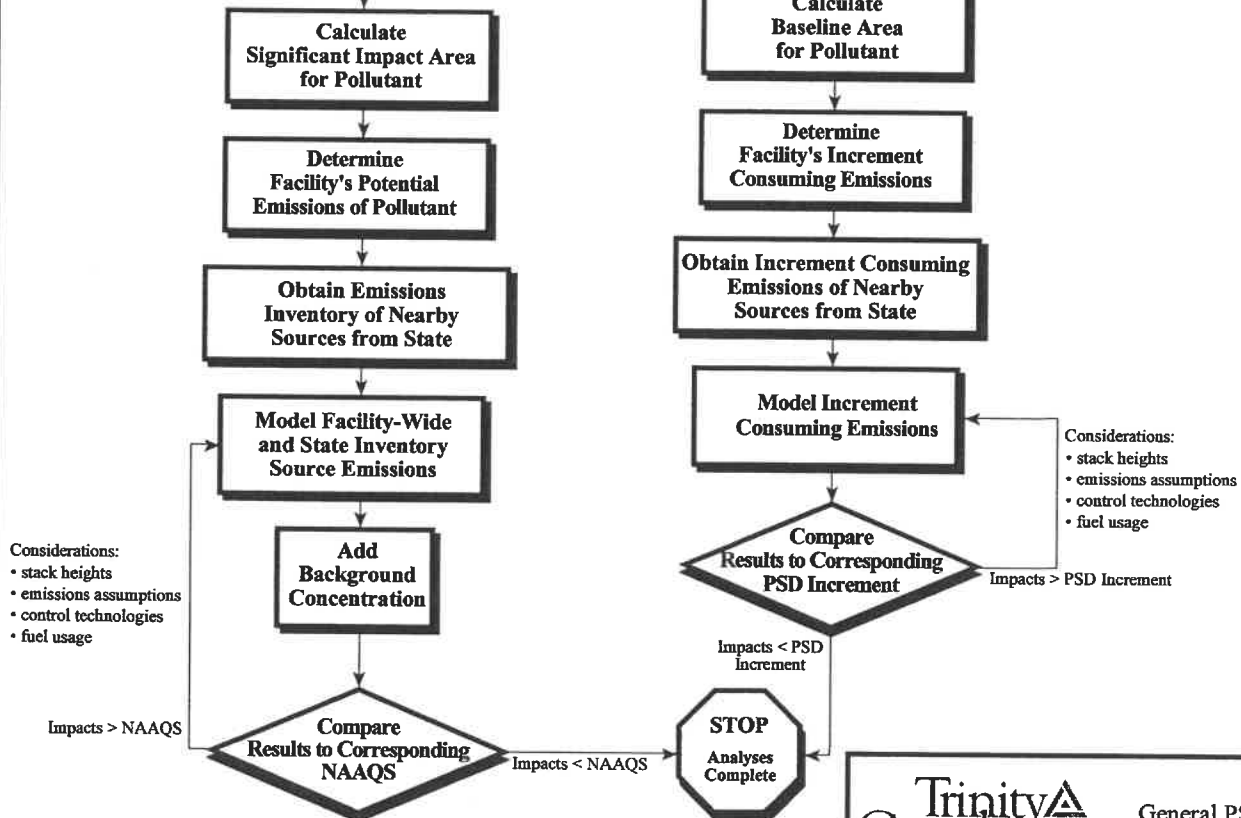 Calculate
Significant Impact Area
for Pollutant
Determine
Facility's Potential
Emissions of Pollutant
Obtain Emissions
Inventory of Nearby
Sources from State
Model Facility-Wide
and State Inventory
Source Emissions
Considerations:
• stack heights
• emissions assumptions
• control technologies
• fuel usage
Add
Background
Concentration
Impacts > NAAQS
Compare
Results to Corresponding
NAAQS
Impacts < NAAQS
Calculate
Baseline Area
for Pollutant
Determine
Facility's Increment
Consuming Emissions
Obtain Increment Consuming
Emissions of Nearby
Sources from State
Model Increment
Consuming Emissions
Considerations:
• stack heights
• emissions assumptions
• control technologies
• fuel usage
Compare
Results to Corresponding
PSD Increment
Impacts > PSD Increment
Impacts < PSD
Increment
STOP
Analyses
Complete
Trinity
General